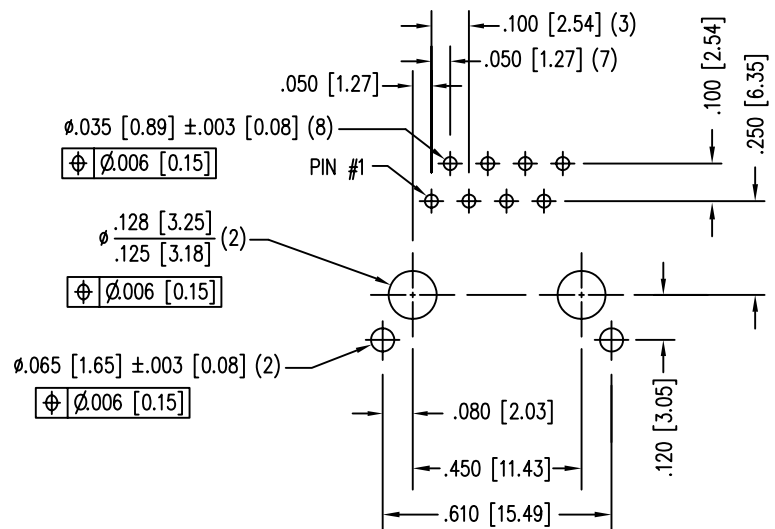 .100 [2.54] (3)
.050 [1.27] (7)
.050 [1.27]
.100 [2.54]
.250 [6.35]
ø.035 [0.89] ±.003 [0.08] (8)
⌖ Ø.006 [0.15]
PIN #1
ø .128 [3.25]
.125 [3.18] (2)
⌖ Ø.006 [0.15]
ø.065 [1.65] ±.003 [0.08] (2)
⌖ Ø.006 [0.15]
.080 [2.03]
.120 [3.05]
.450 [11.43]
.610 [15.49]